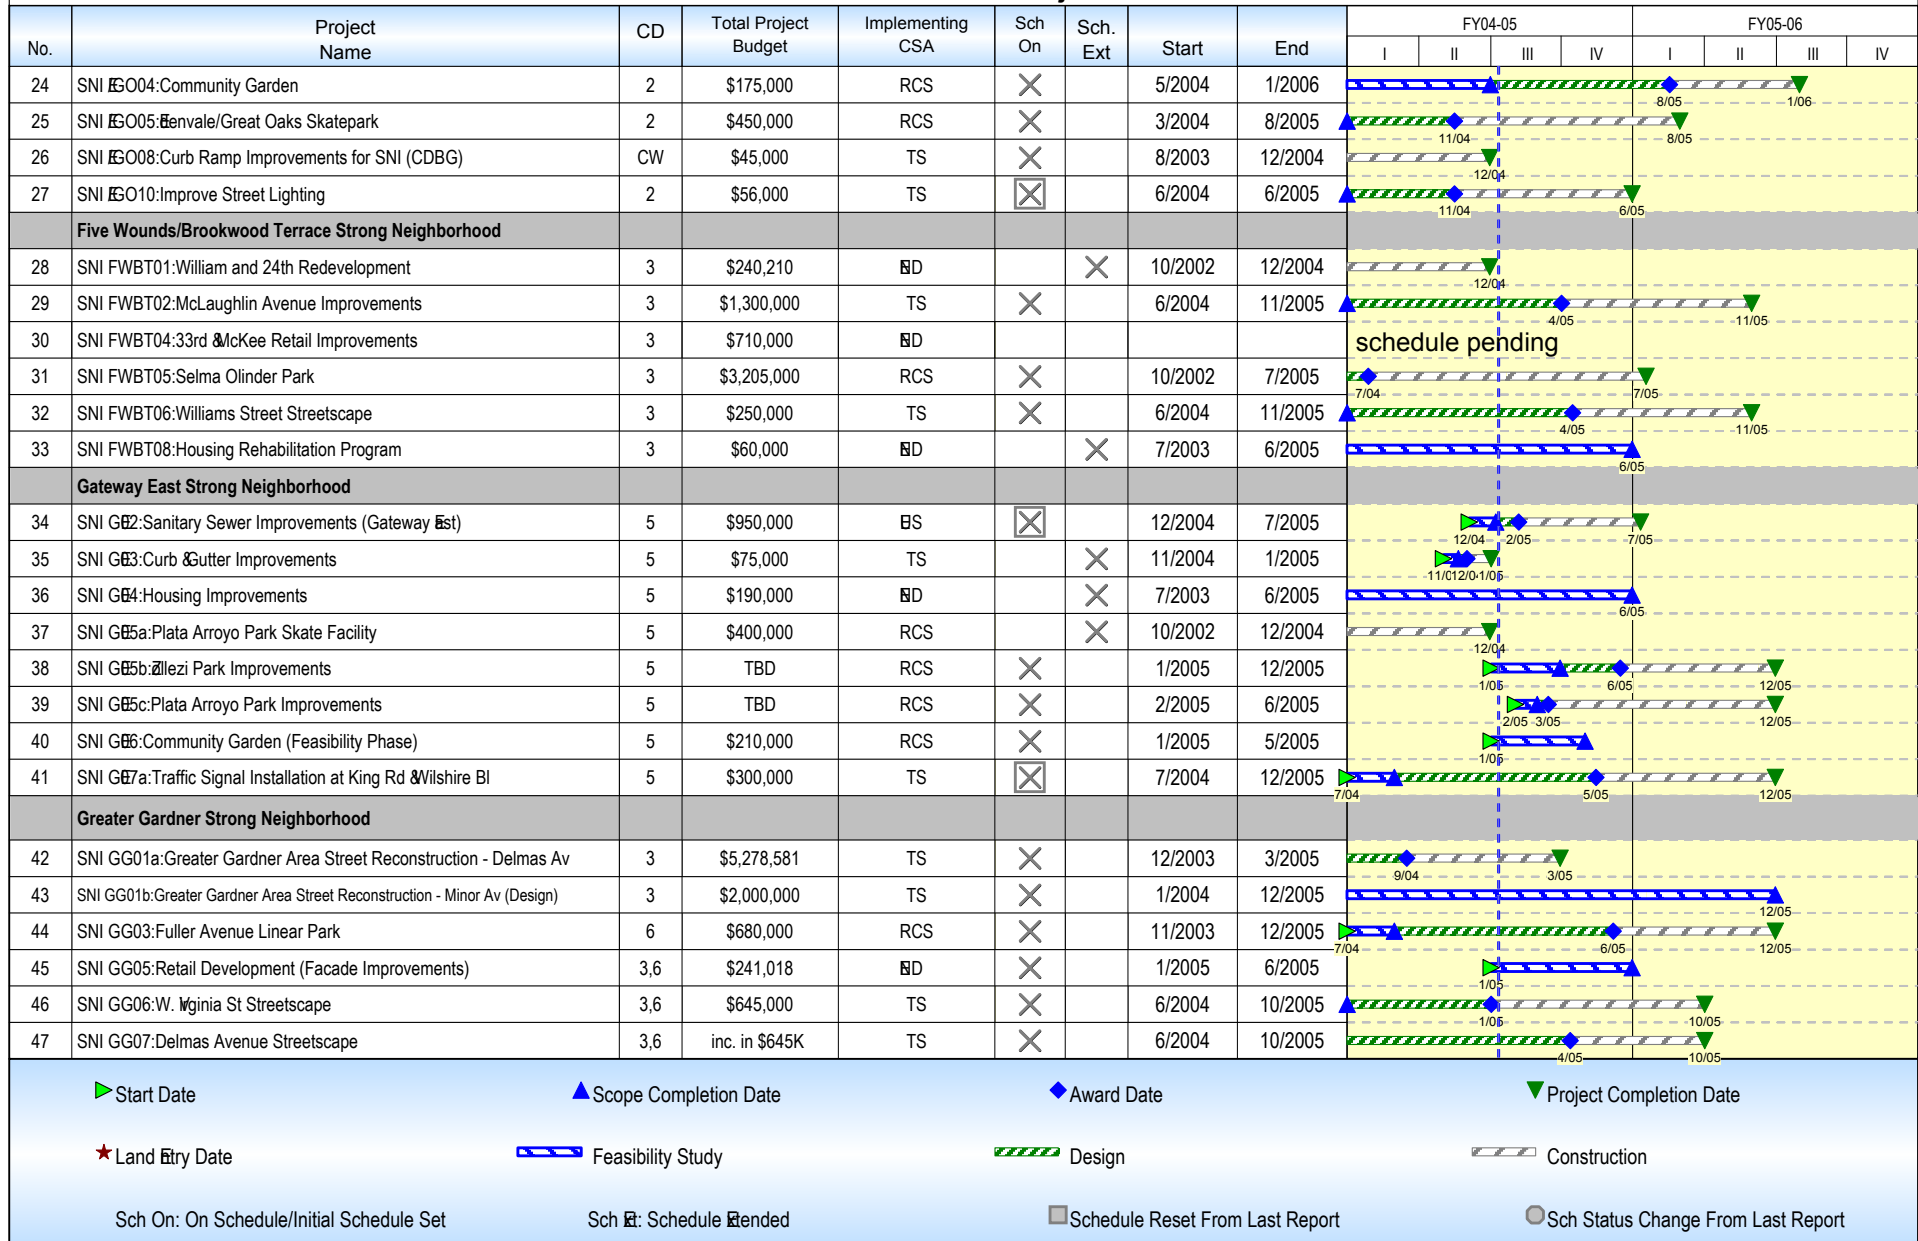 Project FY04-05 FY05-06
No. Name CD Total Project Budget Implementing CSA Sch On Sch. Ext Start End I II III IV I II III IV
24 SNI EGO04:Community Garden 2 $175,000 RCS 5/2004 1/2006 8/05 1/06
25 SNI EGO05: /Great Oaks Skatepark 2 $450,000 RCS 3/2004 8/2005 11/04 8/05
26 SNI EGO08:Curb Ramp Improvements for SNI (CDBG) CW $45,000 TS 8/2003 12/2004 12/04
27 SNI EGO10:Improve Street Lighting 2 $56,000 TS 6/2004 6/2005 11/04 6/05
Five Wounds/Brookwood Terrace Strong Neighborhood
28 SNI FWBT01:William and 24th Redevelopment 3 $240,210 END 10/2002 12/2004 12/04
29 SNI FWBT02:McLaughlin Avenue Improvements 3 $1,300,000 TS 6/2004 11/2005 4/05 11/05
30 SNI FWBT04:33rd & McKee Retail Improvements 3 $710,000 END schedule pending
31 SNI FWBT05:Selma Olinder Park 3 $3,205,000 RCS 10/2002 7/2005 7/04 7/05
32 SNI FWBT06:Williams Street Streetscape 3 $250,000 TS 6/2004 11/2005 4/05 11/05
33 SNI FWBT08:Housing Rehabilitation Program 3 $60,000 END 7/2003 6/2005 6/05
Gateway East Strong Neighborhood
34 SNI GE02:Sanitary Sewer Improvements (Gateway East) 5 $950,000 EUS 12/2004 7/2005 12/04 2/05 7/05
35 SNI GE03:Curb & Gutter Improvements 5 $75,000 TS 11/2004 1/2005 1/05
36 SNI GE04:Housing Improvements 5 $190,000 END 7/2003 6/2005 6/05
37 SNI GE05a:Plata Arroyo Park Skate Facility 5 $400,000 RCS 10/2002 12/2004 12/04
38 SNI GE05b: Park Improvements 5 TBD RCS 1/2005 12/2005 1/05 6/05 12/05
39 SNI GE05c:Plata Arroyo Park Improvements 5 TBD RCS 2/2005 6/2005 2/05 3/05 12/05
40 SNI GE06:Community Garden (Feasibility Phase) 5 $210,000 RCS 1/2005 5/2005 1/05
41 SNI GE07a:Traffic Signal Installation at King Rd & Wilshire Bl 5 $300,000 TS 7/2004 12/2005 7/04 5/05 12/05
Greater Gardner Strong Neighborhood
42 SNI GG01a:Greater Gardner Area Street Reconstruction - Delmas Av 3 $5,278,581 TS 12/2003 3/2005 9/04 3/05
43 SNI GG01b:Greater Gardner Area Street Reconstruction - Minor Av (Design) 3 $2,000,000 TS 1/2004 12/2005 12/05
44 SNI GG03:Fuller Avenue Linear Park 6 $680,000 RCS 11/2003 12/2005 7/04 6/05 12/05
45 SNI GG05:Retail Development (Facade Improvements) 3,6 $241,018 END 1/2005 6/2005 1/05
46 SNI GG06:W. Virginia St Streetscape 3,6 $645,000 TS 6/2004 10/2005 1/05 10/05
47 SNI GG07:Delmas Avenue Streetscape 3,6 inc. in $645K TS 6/2004 10/2005 4/05 10/05
Start Date Scope Completion Date Award Date Project Completion Date
Land Entry Date Feasibility Study Design Construction
Sch On: On Schedule/Initial Schedule Set Sch Ext: Schedule Extended Schedule Reset From Last Report Sch Status Change From Last Report